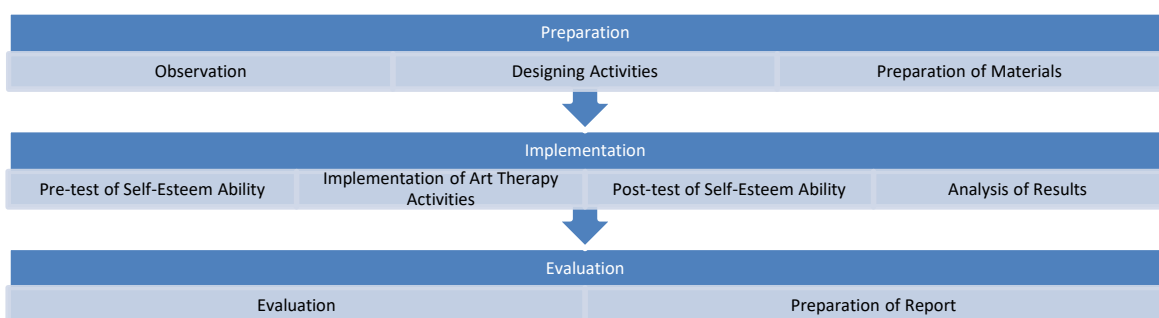 Preparation
Observation
Designing Activities
Preparation of Materials
Implementation
Pre-test of Self-Esteem Ability
Implementation of Art Therapy
Activities
Post-test of Self-Esteem Ability
Analysis of Results
Evaluation
Evaluation
Preparation of Report